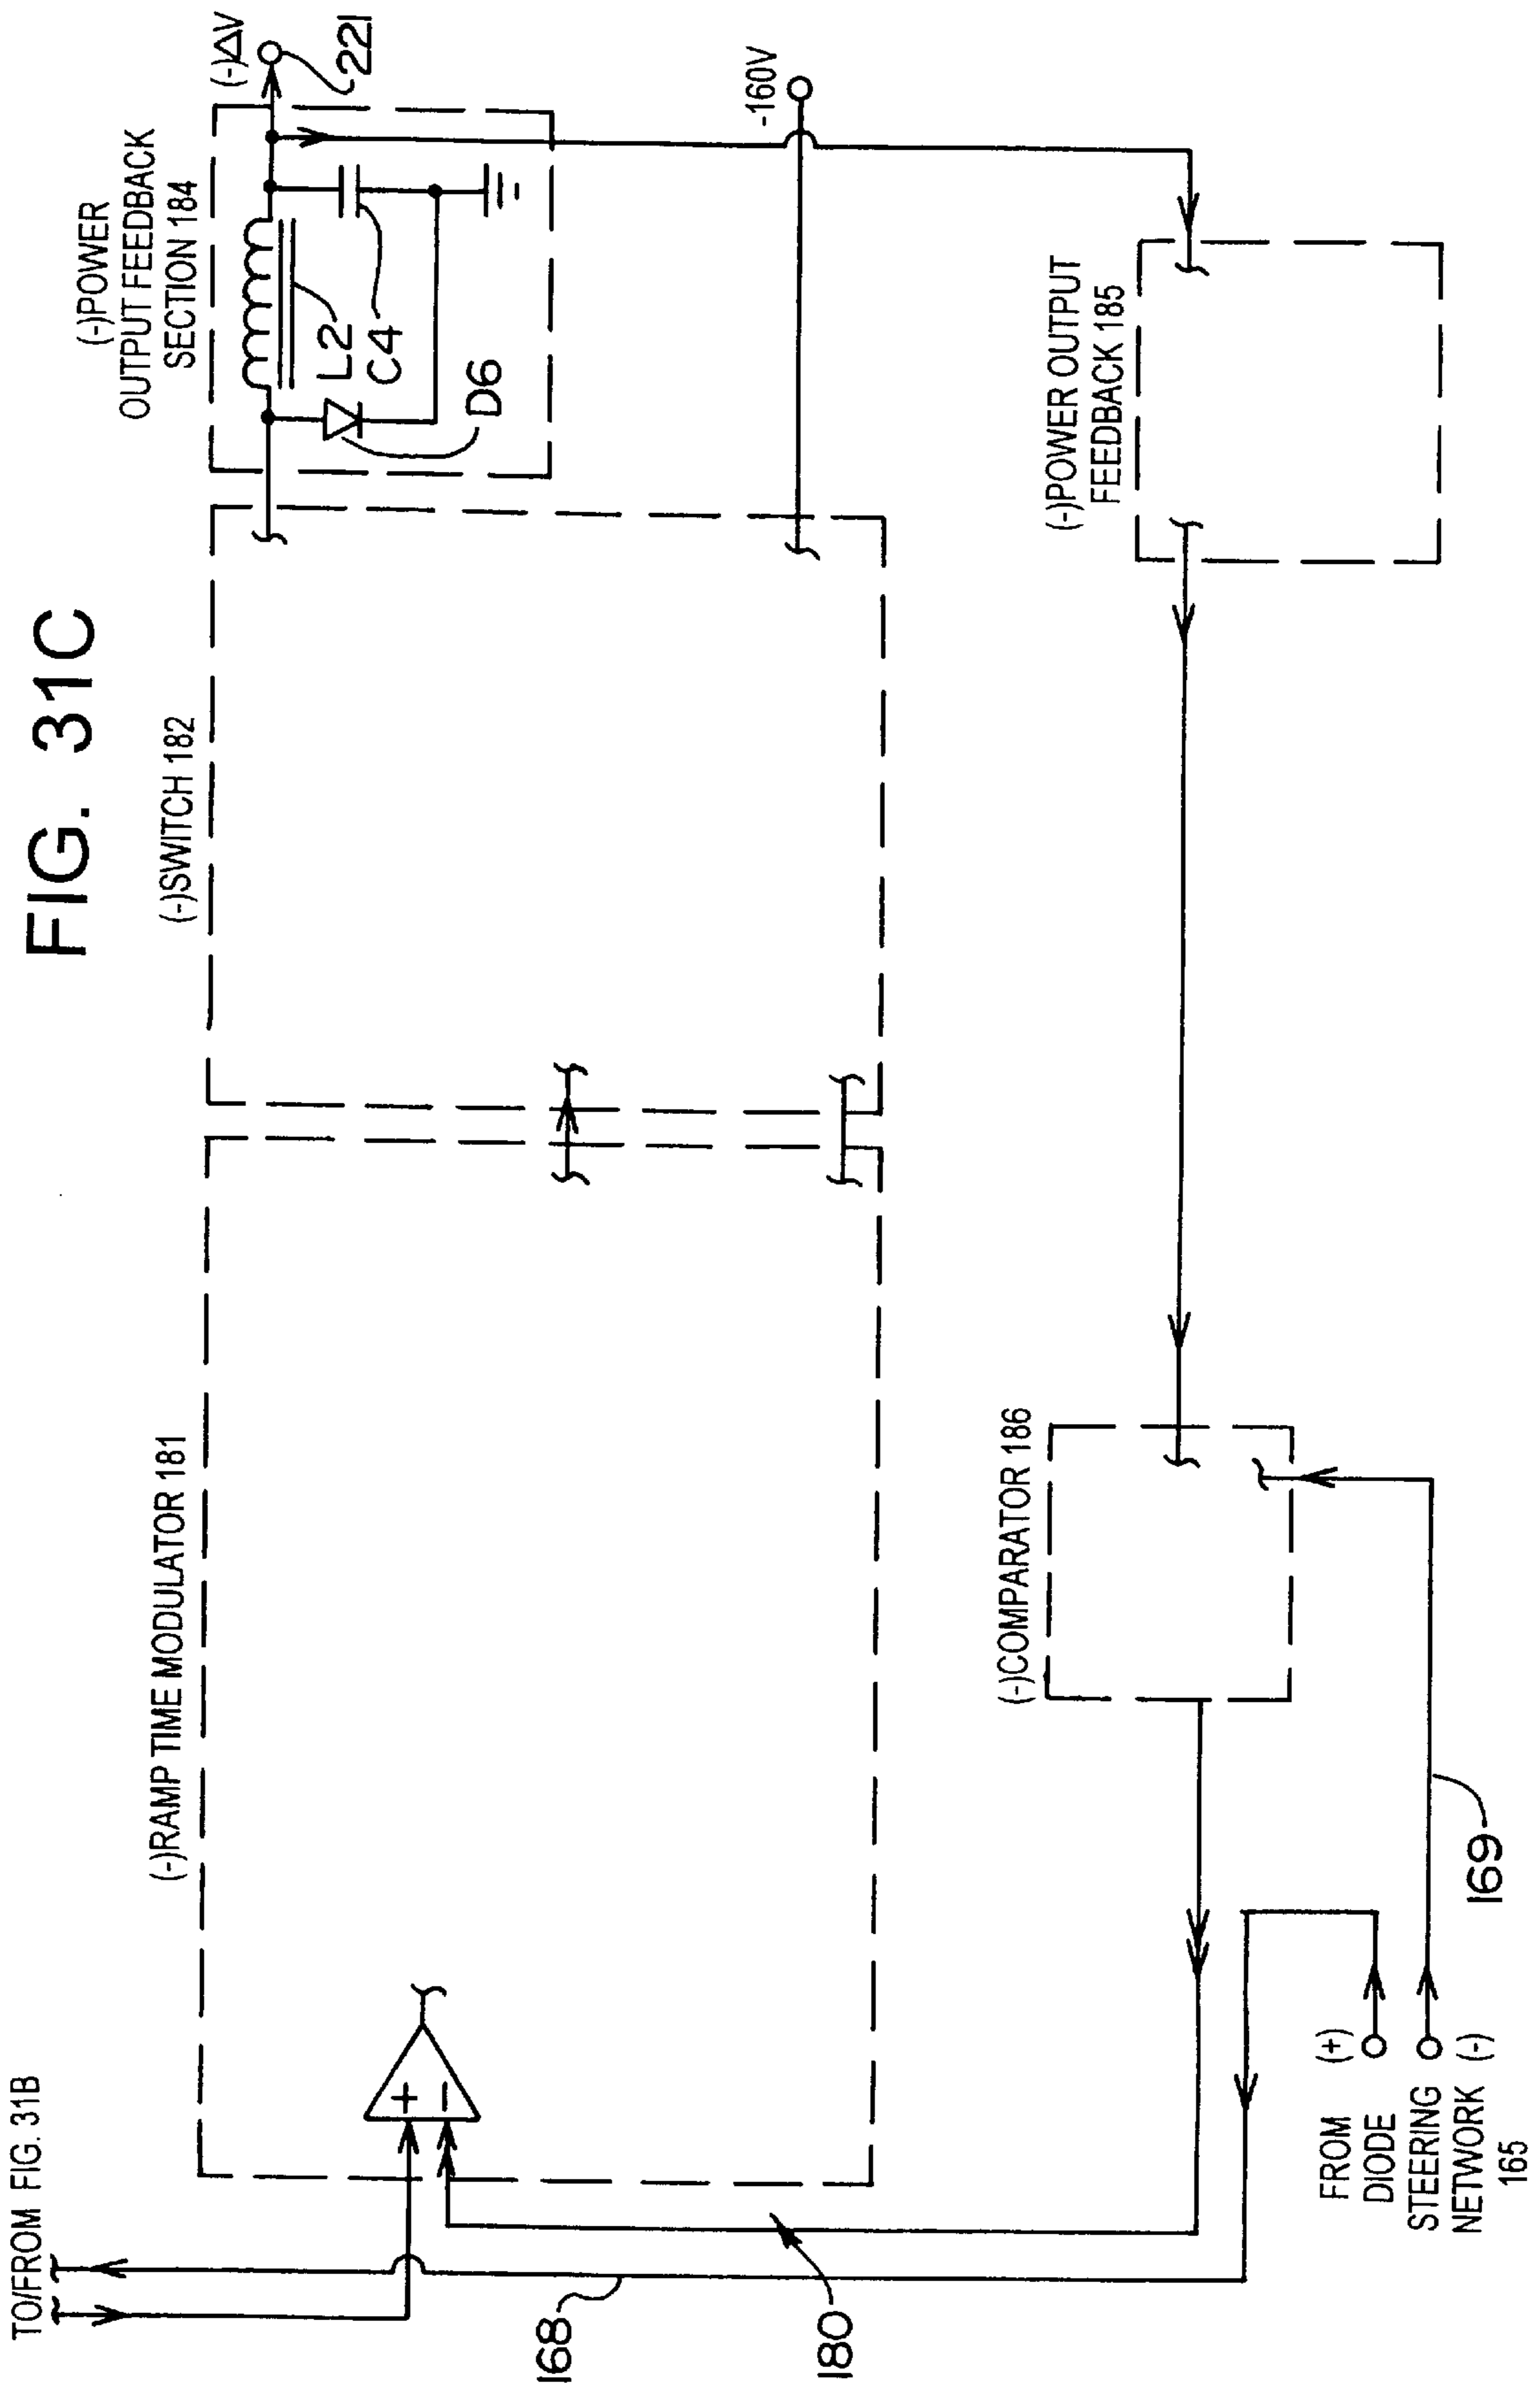 FIG. 31C
TO/FROM FIG. 31B
(-)RAMP TIME MODULATOR 181
(-)SWITCH 182
(-)POWER
OUTPUT FEEDBACK
SECTION 184
(-)ΔV
221
L2
C4
D6
-160V
+
−
168
180
(-)COMPARATOR 186
(-)POWER OUTPUT
FEEDBACK 185
FROM (+)
DIODE
STEERING
NETWORK (-)
165
169